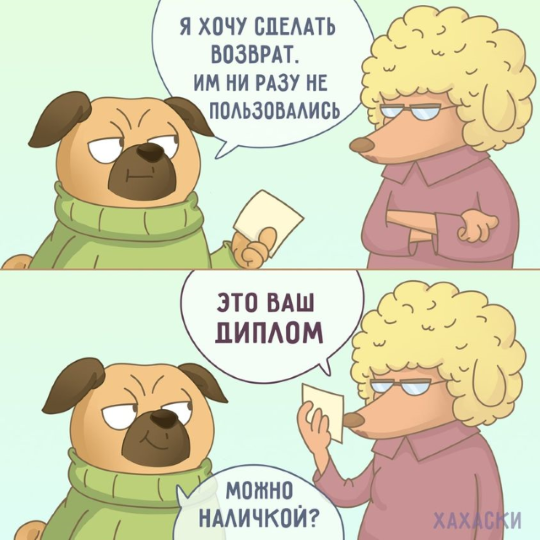 Я ХОЧУ СДЕЛАТЬ
ВОЗВРАТ.
ИМ НИ РАЗУ НЕ
ПОЛЬЗОВАЛИСЬ
ЭТО ВАШ
ДИПЛОМ
МОЖНО
НАЛИЧКОЙ?
ХАХАСКИ